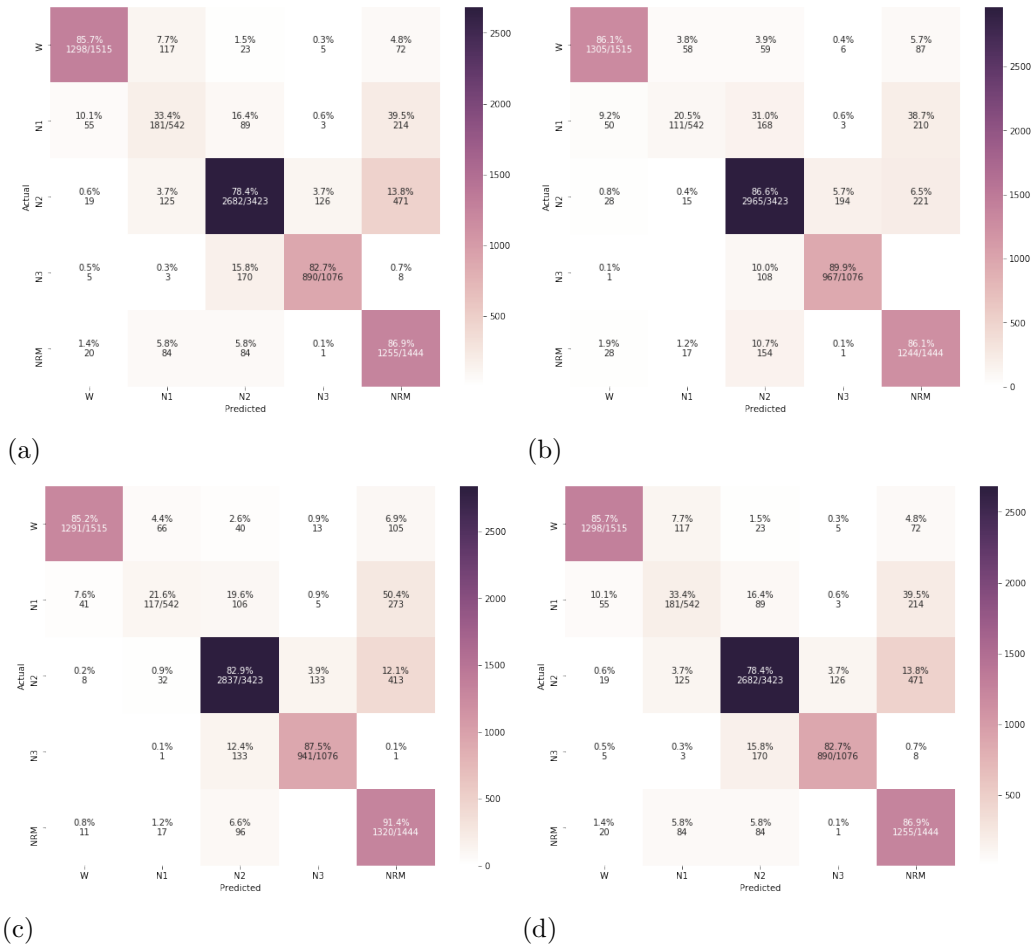 W 85.7% 7.7% 1.5% 0.3% 4.8%
1298/1515 117 23 5 72
N1 10.1% 33.4% 16.4% 0.6% 39.5%
55 181/542 89 3 214
Actual
N2 0.6% 3.7% 78.4% 3.7% 13.8%
19 125 2682/3423 126 471
N3 0.5% 0.3% 15.8% 82.7% 0.7%
5 3 170 890/1076 8
NRM 1.4% 5.8% 5.8% 0.1% 86.9%
20 84 84 1 1255/1444
W N1 N2 N3 NRM
Predicted
2500
2000
1500
1000
500
(a)
W 86.1% 3.8% 3.9% 0.4% 5.7%
1305/1515 58 59 6 87
N1 9.2% 20.5% 31.0% 0.6% 38.7%
50 111/542 168 3 210
Actual
N2 0.8% 0.4% 86.6% 5.7% 6.5%
28 15 2965/3423 194 221
N3 0.1% 10.0% 89.9%
1 108 967/1076
NRM 1.9% 1.2% 10.7% 0.1% 86.1%
28 17 154 1 1244/1444
W N1 N2 N3 NRM
Predicted
2500
2000
1500
1000
500
0
(b)
W 85.2% 4.4% 2.6% 0.9% 6.9%
1291/1515 66 40 13 105
N1 7.6% 21.6% 19.6% 0.9% 50.4%
41 117/542 106 5 273
Actual
N2 0.2% 0.9% 82.9% 3.9% 12.1%
8 32 2837/3423 133 413
N3 0.1% 12.4% 87.5% 0.1%
1 133 941/1076 1
NRM 0.8% 1.2% 6.6% 91.4%
11 17 96 1320/1444
W N1 N2 N3 NRM
Predicted
2500
2000
1500
1000
500
0
(c)
W 85.7% 7.7% 1.5% 0.3% 4.8%
1298/1515 117 23 5 72
N1 10.1% 33.4% 16.4% 0.6% 39.5%
55 181/542 89 3 214
Actual
N2 0.6% 3.7% 78.4% 3.7% 13.8%
19 125 2682/3423 126 471
N3 0.5% 0.3% 15.8% 82.7% 0.7%
5 3 170 890/1076 8
NRM 1.4% 5.8% 5.8% 0.1% 86.9%
20 84 84 1 1255/1444
W N1 N2 N3 NRM
Predicted
2500
2000
1500
1000
500
(d)